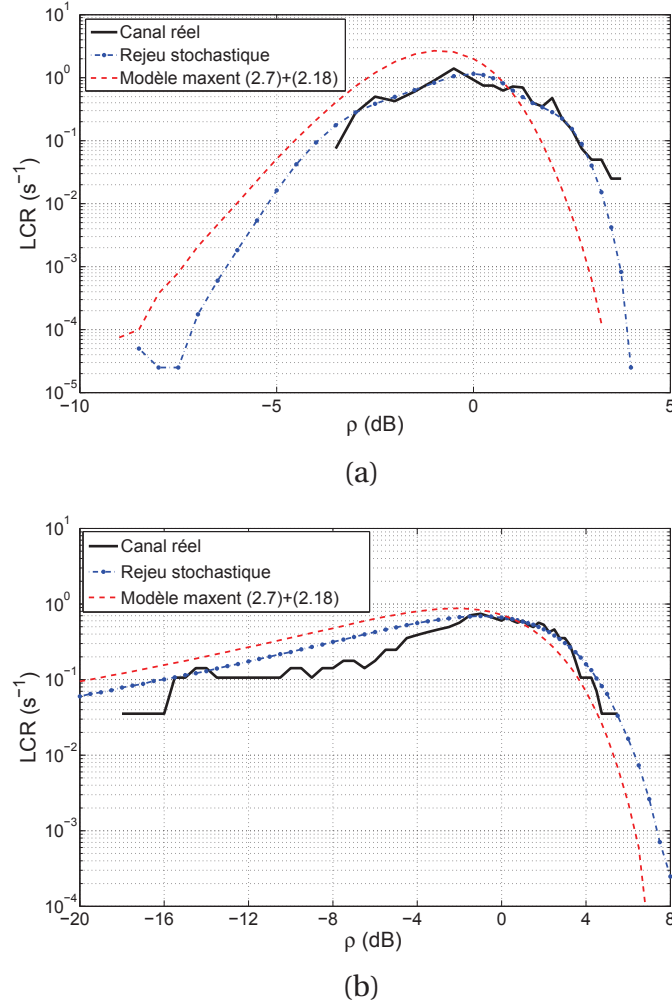 10^1
10^0
10^-1
10^-2
10^-3
10^-4
10^-5
LCR (s^-1)
Canal réel
Rejeu stochastique
Modèle maxent (2.7)+(2.18)
−10
−5
0
5
ρ (dB)
(a)
10^1
10^0
10^-1
10^-2
10^-3
10^-4
LCR (s^-1)
Canal réel
Rejeu stochastique
Modèle maxent (2.7)+(2.18)
−20
−16
−12
−8
−4
0
4
8
ρ (dB)
(b)